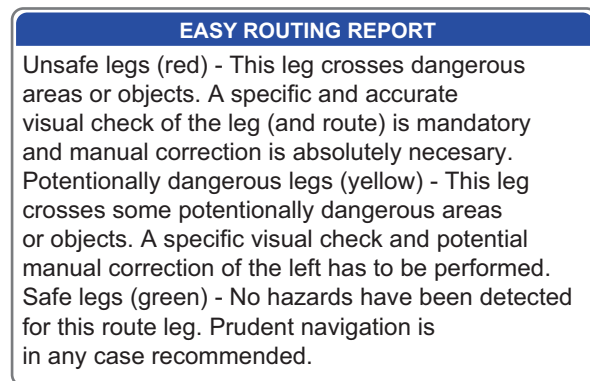 EASY ROUTING REPORT
Unsafe legs (red) - This leg crosses dangerous
areas or objects. A specific and accurate
visual check of the leg (and route) is mandatory
and manual correction is absolutely necesary.
Potentially dangerous legs (yellow) - This leg
crosses some potentially dangerous areas
or objects. A specific visual check and potential
manual correction of the left has to be performed.
Safe legs (green) - No hazards have been detected
for this route leg. Prudent navigation is
in any case recommended.